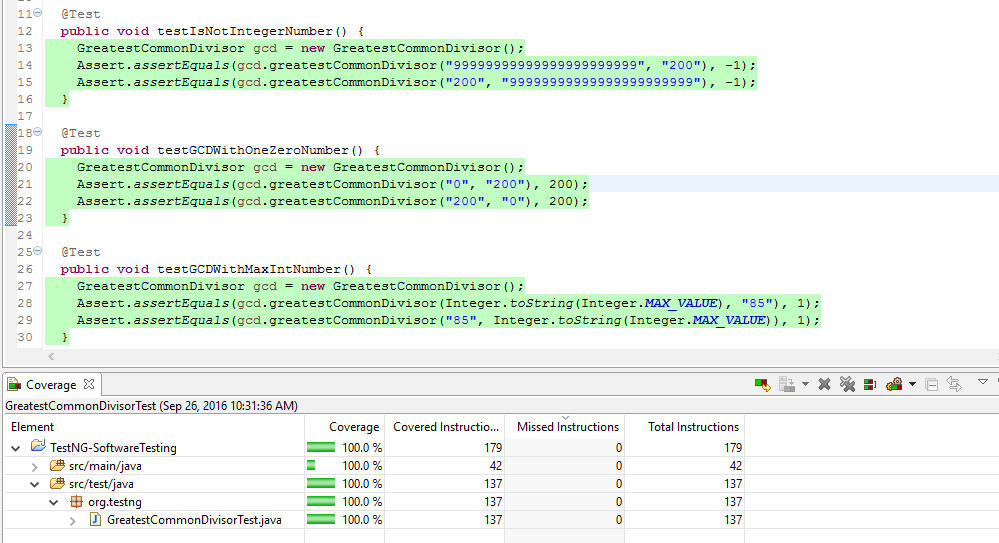 11 @Test
12 public void testIsNotIntegerNumber() {
13 GreatestCommonDivisor gcd = new GreatestCommonDivisor();
14 Assert.assertEquals(gcd.greatestCommonDivisor("99999999999999999999999", "200"), -1);
15 Assert.assertEquals(gcd.greatestCommonDivisor("200", "99999999999999999999999"), -1);
16 }
17
18 @Test
19 public void testGCDWithOneZeroNumber() {
20 GreatestCommonDivisor gcd = new GreatestCommonDivisor();
21 Assert.assertEquals(gcd.greatestCommonDivisor("0", "200"), 200);
22 Assert.assertEquals(gcd.greatestCommonDivisor("200", "0"), 200);
23 }
24
25 @Test
26 public void testGCDWithMaxIntNumber() {
27 GreatestCommonDivisor gcd = new GreatestCommonDivisor();
28 Assert.assertEquals(gcd.greatestCommonDivisor(Integer.toString(Integer.MAX_VALUE), "85"), 1);
29 Assert.assertEquals(gcd.greatestCommonDivisor("85", Integer.toString(Integer.MAX_VALUE)), 1);
30 }
Coverage
GreatestCommonDivisorTest (Sep 26, 2016 10:31:36 AM)
Element Coverage Covered Instructio... Missed Instructions Total Instructions
TestNG-SoftwareTesting 100.0 % 179 0 179
src/main/java 100.0 % 42 0 42
src/test/java 100.0 % 137 0 137
org.testng 100.0 % 137 0 137
GreatestCommonDivisorTest.java 100.0 % 137 0 137